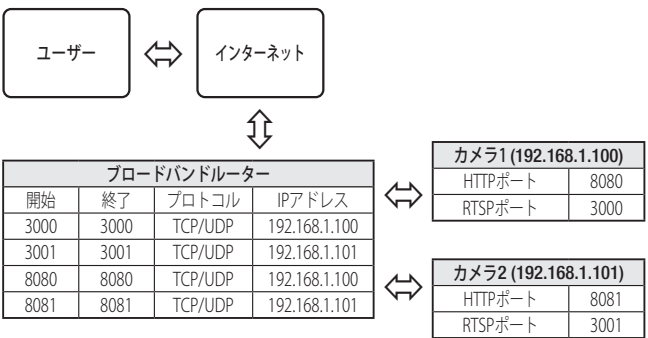 ユーザー
インターネット
ブロードバンドルーター
開始 終了 プロトコル IPアドレス
3000 3000 TCP/UDP 192.168.1.100
3001 3001 TCP/UDP 192.168.1.101
8080 8080 TCP/UDP 192.168.1.100
8081 8081 TCP/UDP 192.168.1.101
カメラ1 (192.168.1.100)
HTTPポート 8080
RTSPポート 3000
カメラ2 (192.168.1.101)
HTTPポート 8081
RTSPポート 3001